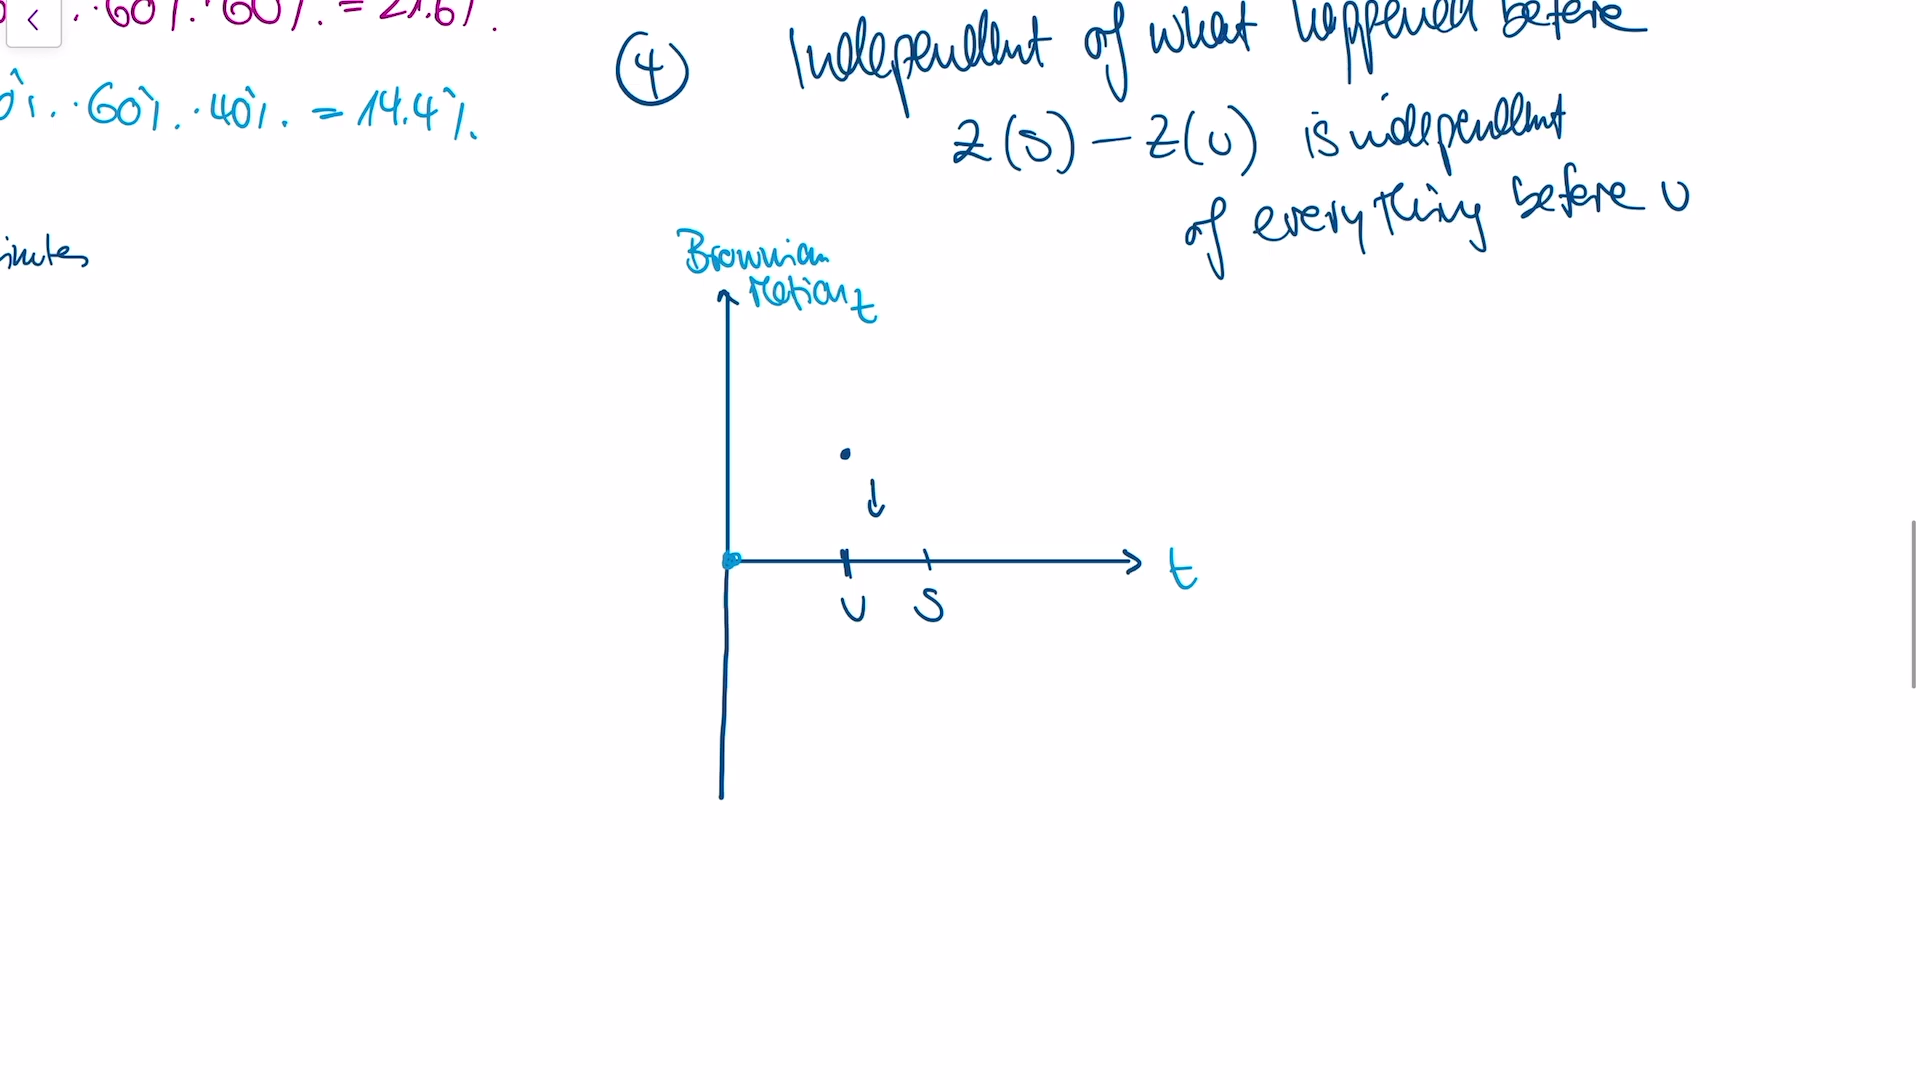 . · 60%. · 60%. = 21.6%.
0%. · 60%. · 40%. = 14.4%.
④ Independent of what happened before
Z(S) – Z(U) is independent
of everything before U
Brownian
Motion t
t
U S